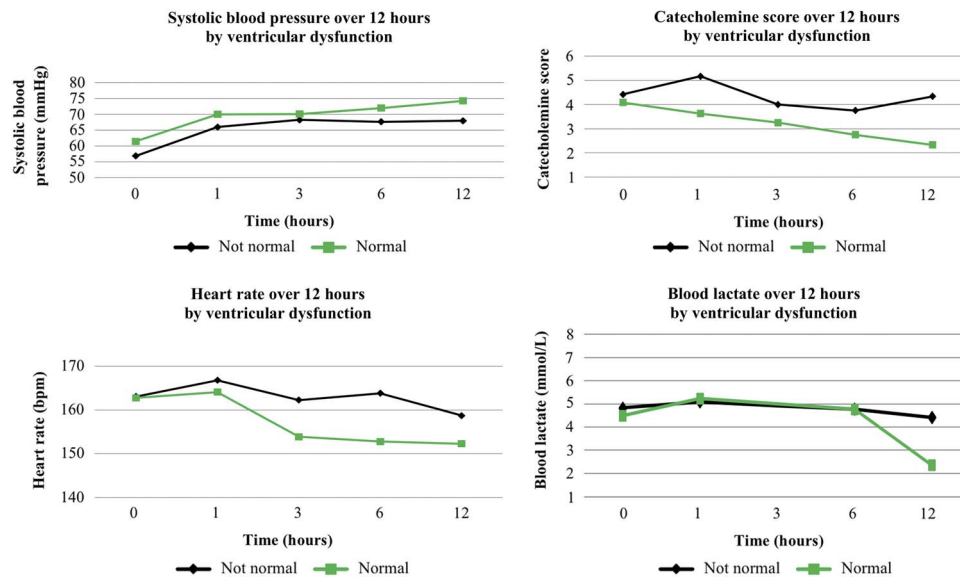 Systolic blood pressure over 12 hours
by ventricular dysfunction
Systolic blood
pressure (mmHg)
80
75
70
65
60
55
50
0 1 3 6 12
Time (hours)
Not normal Normal
Catecholemine score over 12 hours
by ventricular dysfunction
Catecholemine score
6
5
4
3
2
1
0 1 3 6 12
Time (hours)
Not normal Normal
Heart rate over 12 hours
by ventricular dysfunction
Heart rate (bpm)
170
160
150
140
0 1 3 6 12
Time (hours)
Not normal Normal
Blood lactate over 12 hours
by ventricular dysfunction
Blood lactate (mmol/L)
8
7
6
5
4
3
2
1
0 1 3 6 12
Time (hours)
Not normal Normal